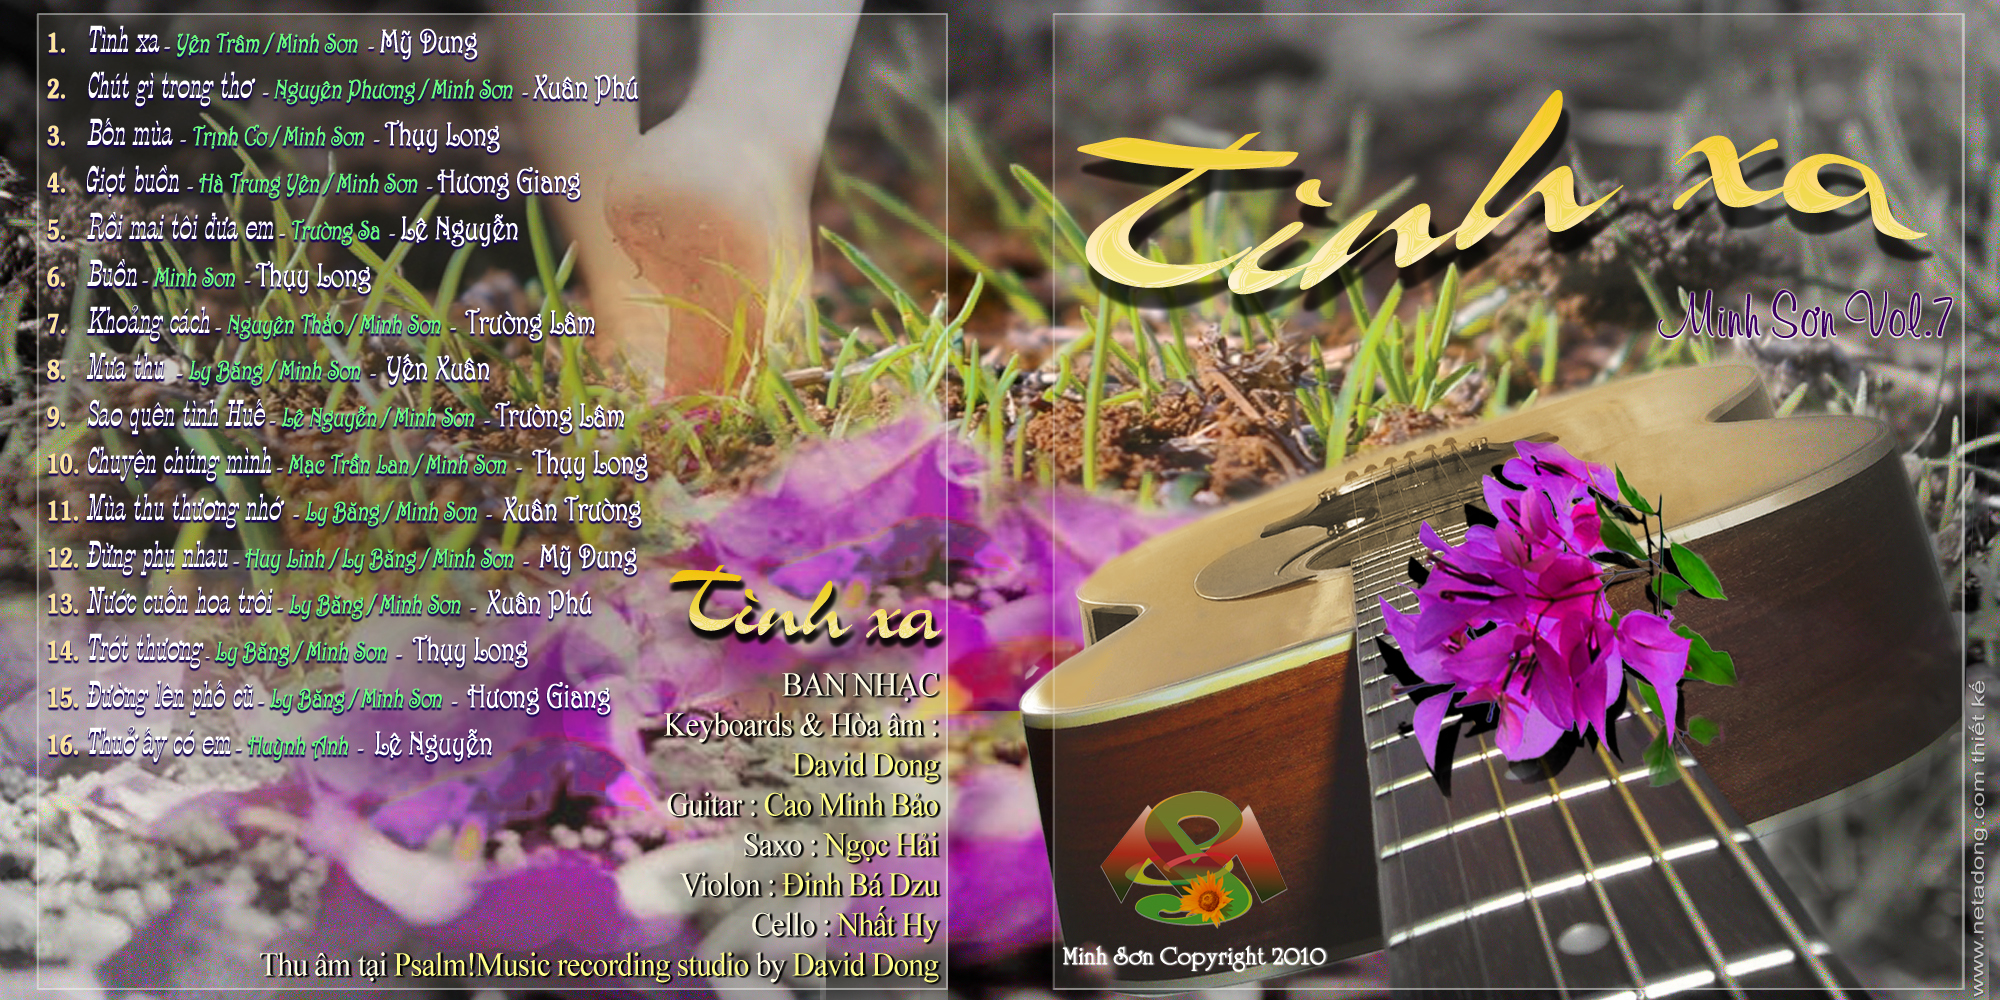 1. Tình xa - Yên Trâm / Minh Sơn - Mỹ Dung
2. Chút gì trong thơ - Nguyên Phương / Minh Sơn - Xuân Phú
3. Bốn mùa - Trịnh Cơ / Minh Sơn - Thụy Long
4. Giọt buồn - Hà Trung Yên / Minh Sơn - Hương Giang
5. Rồi mai tôi đưa em - Trường Sa - Lê Nguyễn
6. Buồn - Minh Sơn - Thụy Long
7. Khoảng cách - Nguyên Thảo / Minh Sơn - Trường Lâm
8. Mưa thu - Ly Băng / Minh Sơn - Yến Xuân
9. Sao quên tình Huế - Lê Nguyễn / Minh Sơn - Trường Lâm
10. Chuyện chúng mình - Mạc Trần Lan / Minh Sơn - Thụy Long
11. Mùa thu thương nhớ - Ly Băng / Minh Sơn - Xuân Trường
12. Đừng phụ nhau - Huy Linh / Ly Băng / Minh Sơn - Mỹ Dung
13. Nước cuốn hoa trôi - Ly Băng / Minh Sơn - Xuân Phú
14. Trót thương - Ly Băng / Minh Sơn - Thụy Long
15. Đường lên phố cũ - Ly Băng / Minh Sơn - Hương Giang
16. Thuở ấy có em - Huỳnh Anh - Lê Nguyễn
Tình xa
BAN NHẠC
Keyboards & Hòa âm :
David Dong
Guitar : Cao Minh Bảo
Saxo : Ngọc Hải
Violon : Đinh Bá Dzu
Cello : Nhất Hy
Thu âm tại Psalm!Music recording studio by David Dong
Tình xa
Minh Sơn Vol.7
Minh Sơn Copyright 2010
www.netadong.com thiết kế